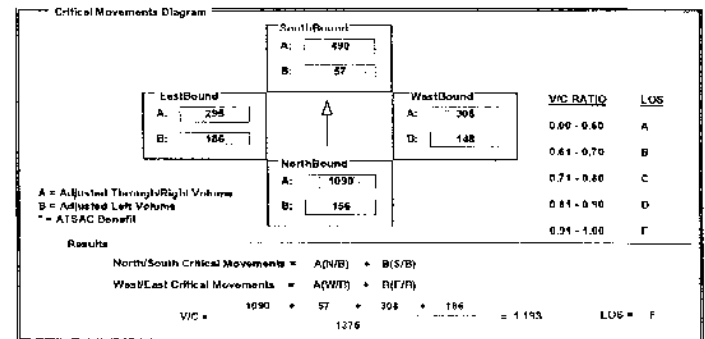 Critical Movements Diagram
SouthBound
A: 490
B: 57
EastBound
A: 295
B: 186
WestBound
A: 308
B: 148
NorthBound
A: 1090
B: 156
V/C RATIO LOS
0.00 - 0.60 A
0.61 - 0.70 B
0.71 - 0.80 C
0.81 - 0.90 D
0.91 - 1.00 E
A = Adjusted Through/Right Volume
B = Adjusted Left Volume
* = ATSAC Benefit
Results
North/South Critical Movements = A(N/B) + B(S/B)
West/East Critical Movements = A(W/B) + B(E/B)
V/C = 1090 + 57 + 308 + 186
1375 = 1.193 LOS = F